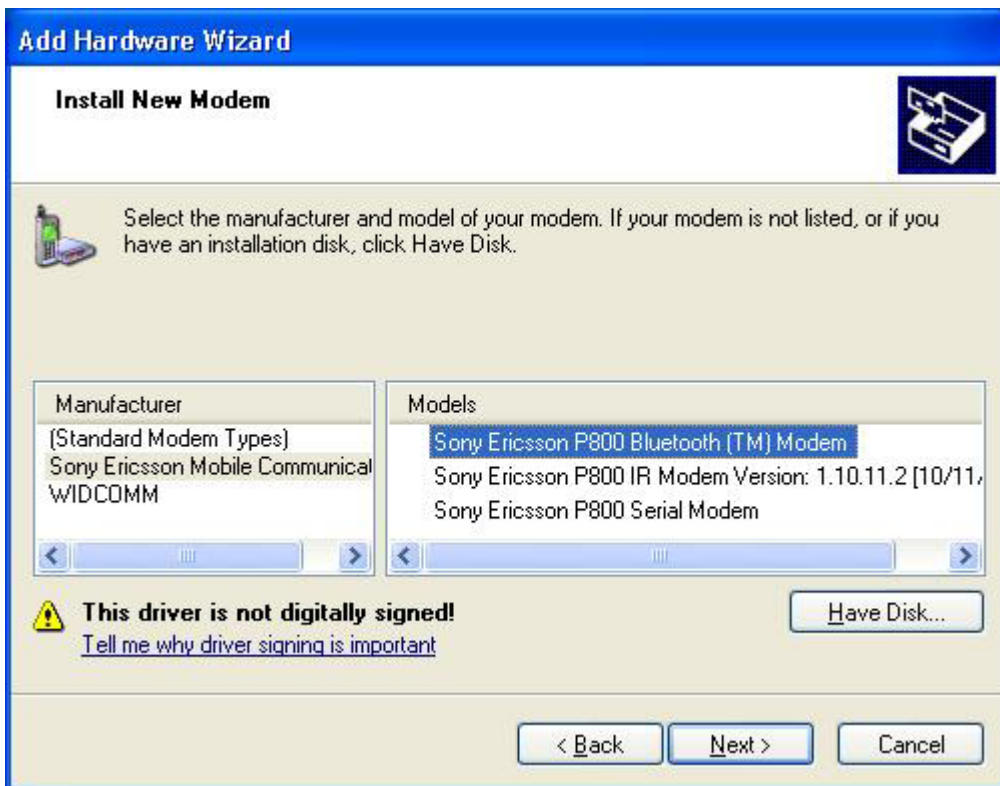 Add Hardware Wizard
Install New Modem
Select the manufacturer and model of your modem. If your modem is not listed, or if you
have an installation disk, click Have Disk.
Manufacturer
(Standard Modem Types)
Sony Ericsson Mobile Communicat
WIDCOMM
Models
Sony Ericsson P800 Bluetooth (TM) Modem
Sony Ericsson P800 IR Modem Version: 1.10.11.2 [10/11/
Sony Ericsson P800 Serial Modem
This driver is not digitally signed!
Tell me why driver signing is important
Have Disk...
< Back
Next >
Cancel